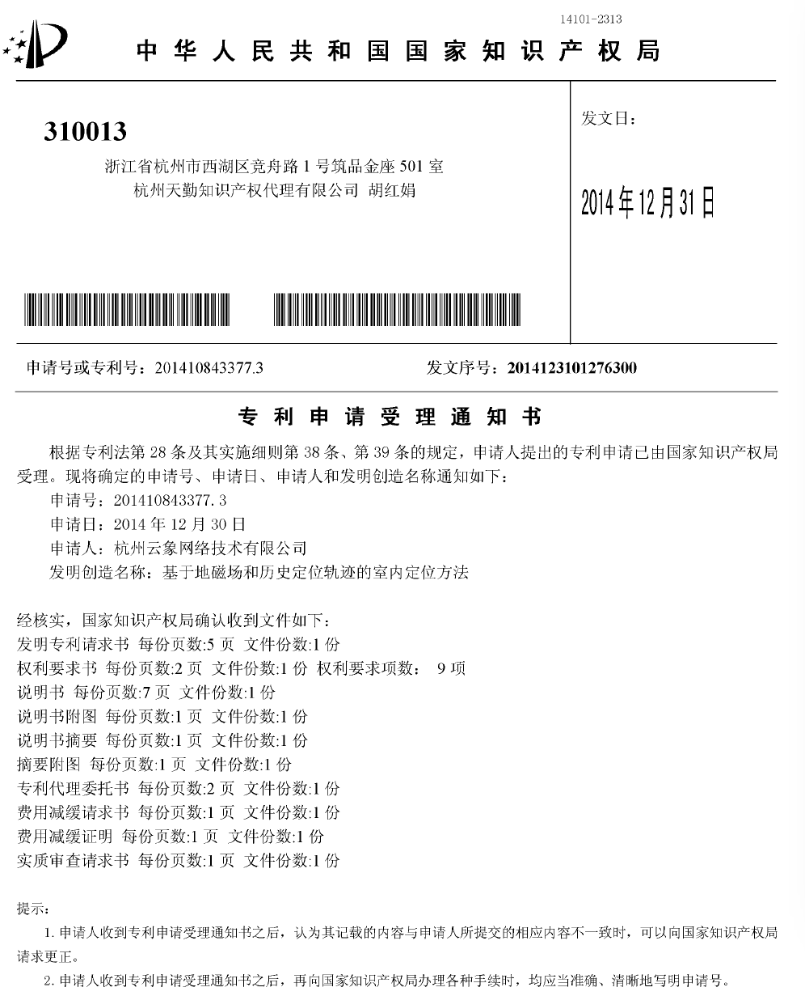 14101-2313
中华人民共和国国家知识产权局
310013
浙江省杭州市西湖区竞舟路 1 号筑品金座 501 室
杭州天勤知识产权代理有限公司 胡红娟
发文日：
2014 年 12 月 31 日
申请号或专利号：201410843377.3
发文序号：2014123101276300
专利申请受理通知书
根据专利法第 28 条及其实施细则第 38 条、第 39 条的规定，申请人提出的专利申请已由国家知识产权局
受理。现将确定的申请号、申请日、申请人和发明创造名称通知如下：
申请号：201410843377.3
申请日：2014 年 12 月 30 日
申请人：杭州云象网络技术有限公司
发明创造名称：基于地磁场和历史定位轨迹的室内定位方法
经核实，国家知识产权局确认收到文件如下：
发明专利请求书 每份页数:5 页 文件份数:1 份
权利要求书 每份页数:2 页 文件份数:1 份 权利要求项数： 9 项
说明书 每份页数:7 页 文件份数:1 份
说明书附图 每份页数:1 页 文件份数:1 份
说明书摘要 每份页数:1 页 文件份数:1 份
摘要附图 每份页数:1 页 文件份数:1 份
专利代理委托书 每份页数:2 页 文件份数:1 份
费用减缓请求书 每份页数:1 页 文件份数:1 份
费用减缓证明 每份页数:1 页 文件份数:1 份
实质审查请求书 每份页数:1 页 文件份数:1 份
提示：
1. 申请人收到专利申请受理通知书之后，认为其记载的内容与申请人所提交的相应内容不一致时，可以向国家知识产权局
请求更正。
2. 申请人收到专利申请受理通知书之后，再向国家知识产权局办理各种手续时，均应当准确、清晰地写明申请号。